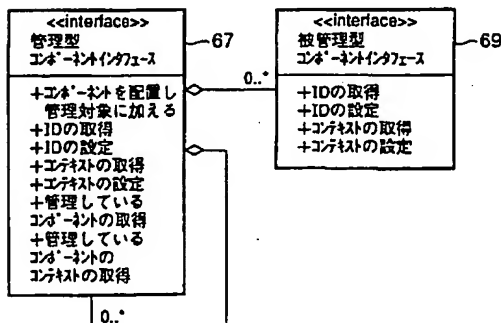 <<interface>>
管理型
コンポーネントインタフェース
67
+コンポーネントを配置し
管理対象に加える
+IDの取得
+IDの設定
+コンテキストの取得
+コンテキストの設定
+管理している
コンポーネントの取得
+管理している
コンポーネントの
コンテキストの取得
0..*
0..*
<<interface>>
被管理型
コンポーネントインタフェース
69
+IDの取得
+IDの設定
+コンテキストの取得
+コンテキストの設定